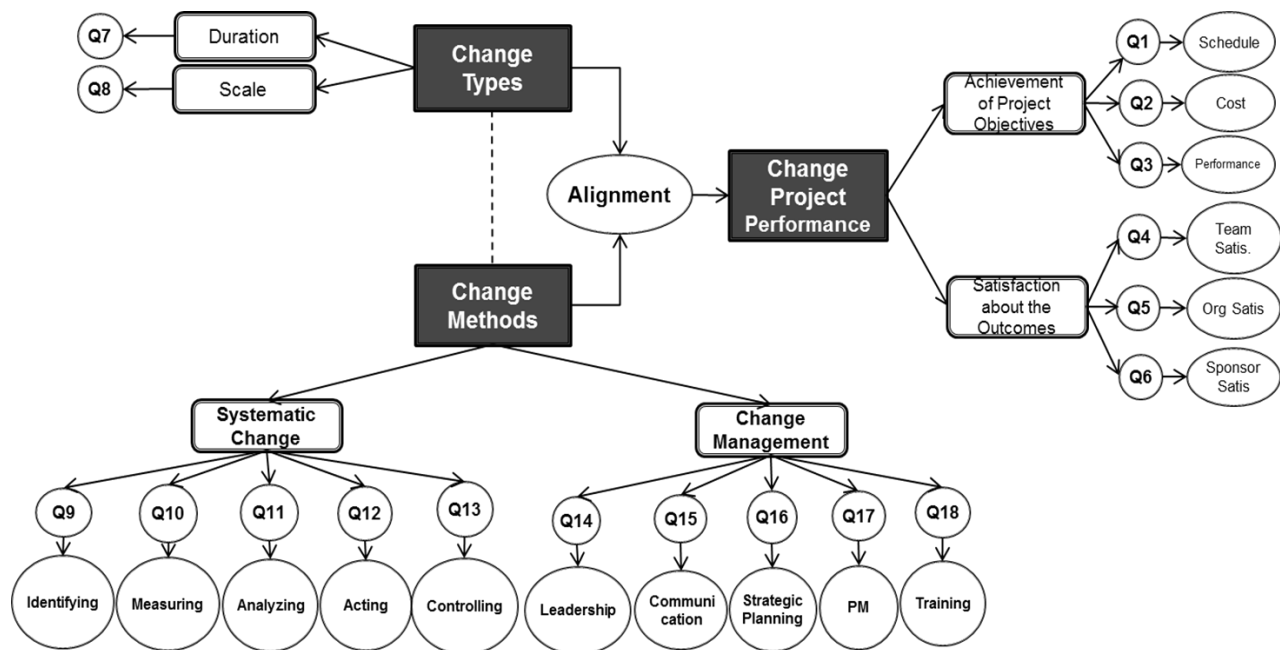 Q7
Duration
Q8
Scale
Change
Types
Alignment
Change
Methods
Change
Project
Performance
Achievement
of Project
Objectives
Q1
Schedule
Q2
Cost
Q3
Performance
Satisfaction
about the
Outcomes
Q4
Team
Satis.
Q5
Org Satis
Q6
Sponsor
Satis
Systematic
Change
Q9
Q10
Q11
Q12
Q13
Identifying
Measuring
Analyzing
Acting
Controlling
Change
Management
Q14
Q15
Q16
Q17
Q18
Leadership
Communi
cation
Strategic
Planning
PM
Training